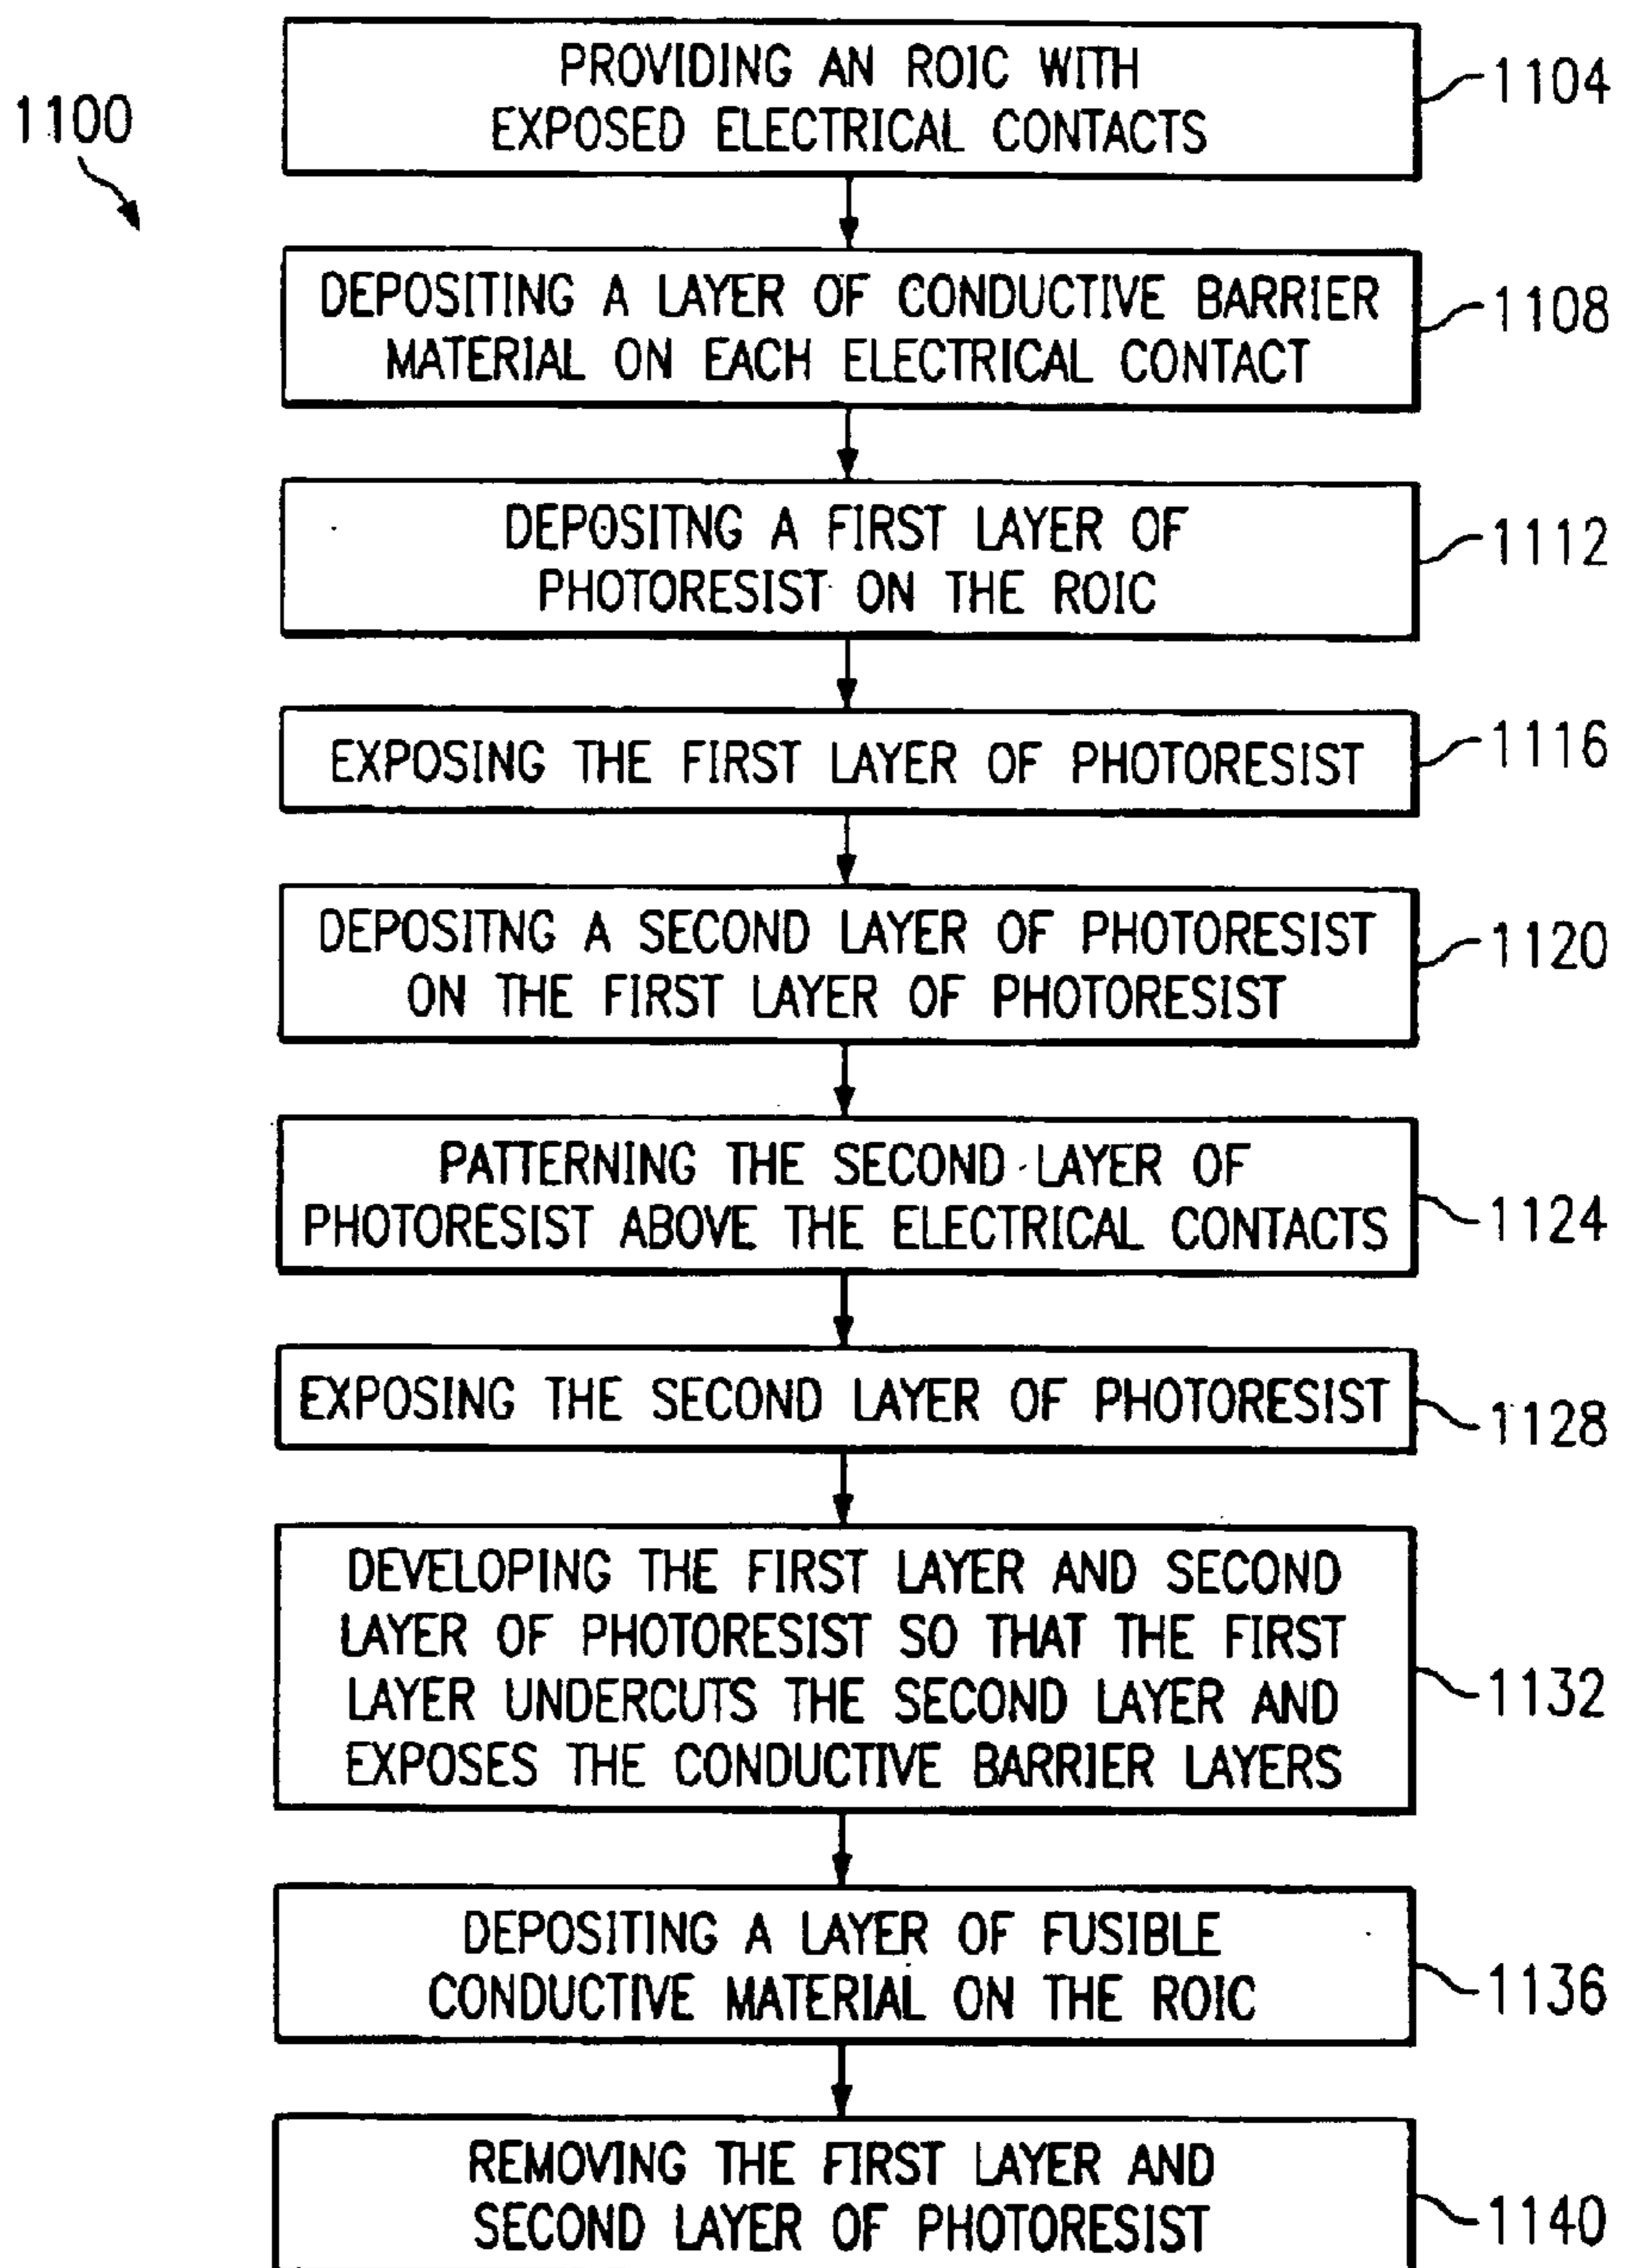 1100
PROVIDING AN ROIC WITH
EXPOSED ELECTRICAL CONTACTS
1104
DEPOSITING A LAYER OF CONDUCTIVE BARRIER
MATERIAL ON EACH ELECTRICAL CONTACT
1108
DEPOSITNG A FIRST LAYER OF
PHOTORESIST ON THE ROIC
1112
EXPOSING THE FIRST LAYER OF PHOTORESIST
1116
DEPOSITNG A SECOND LAYER OF PHOTORESIST
ON THE FIRST LAYER OF PHOTORESIST
1120
PATTERNING THE SECOND LAYER OF
PHOTORESIST ABOVE THE ELECTRICAL CONTACTS
1124
EXPOSING THE SECOND LAYER OF PHOTORESIST
1128
DEVELOPING THE FIRST LAYER AND SECOND
LAYER OF PHOTORESIST SO THAT THE FIRST
LAYER UNDERCUTS THE SECOND LAYER AND
EXPOSES THE CONDUCTIVE BARRIER LAYERS
1132
DEPOSITING A LAYER OF FUSIBLE
CONDUCTIVE MATERIAL ON THE ROIC
1136
REMOVING THE FIRST LAYER AND
SECOND LAYER OF PHOTORESIST
1140